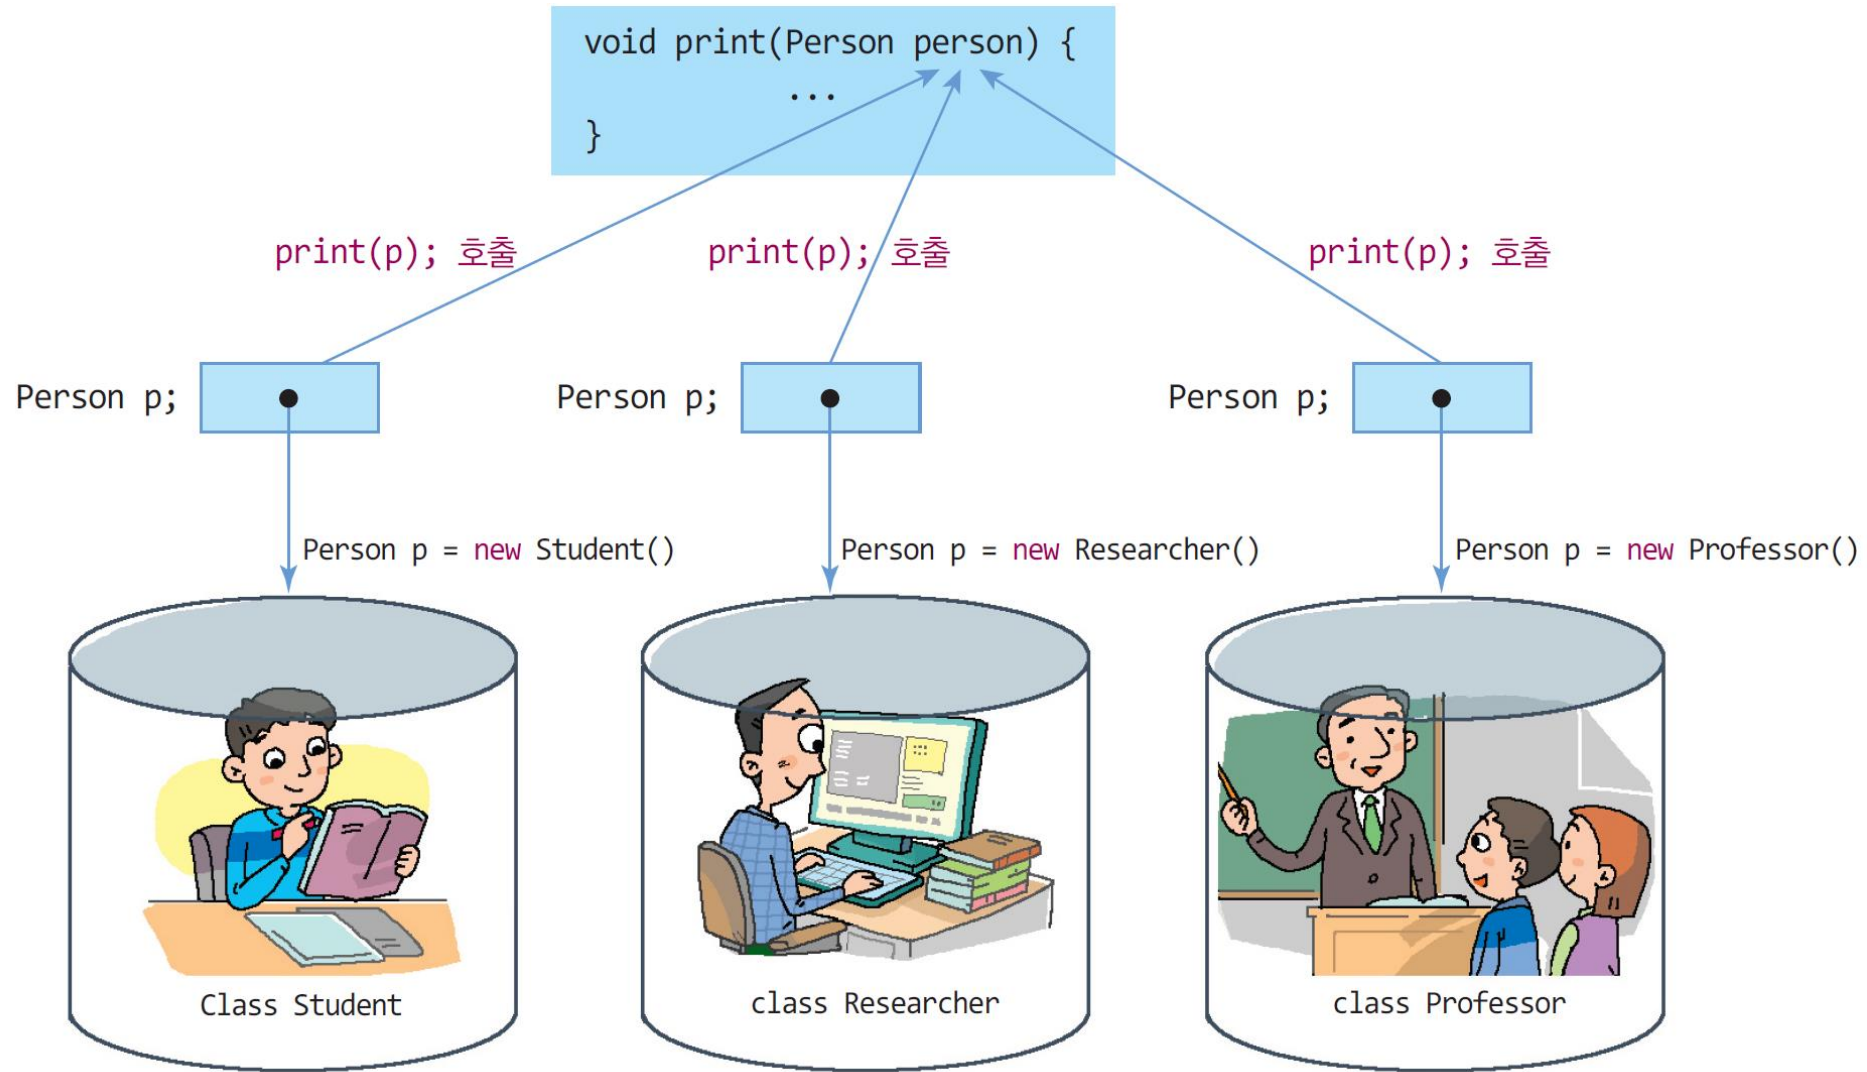 void print(Person person) {
...
}
print(p); 호출
print(p); 호출
print(p); 호출
Person p;
Person p;
Person p;
Person p = new Student()
Person p = new Researcher()
Person p = new Professor()
Class Student
class Researcher
class Professor